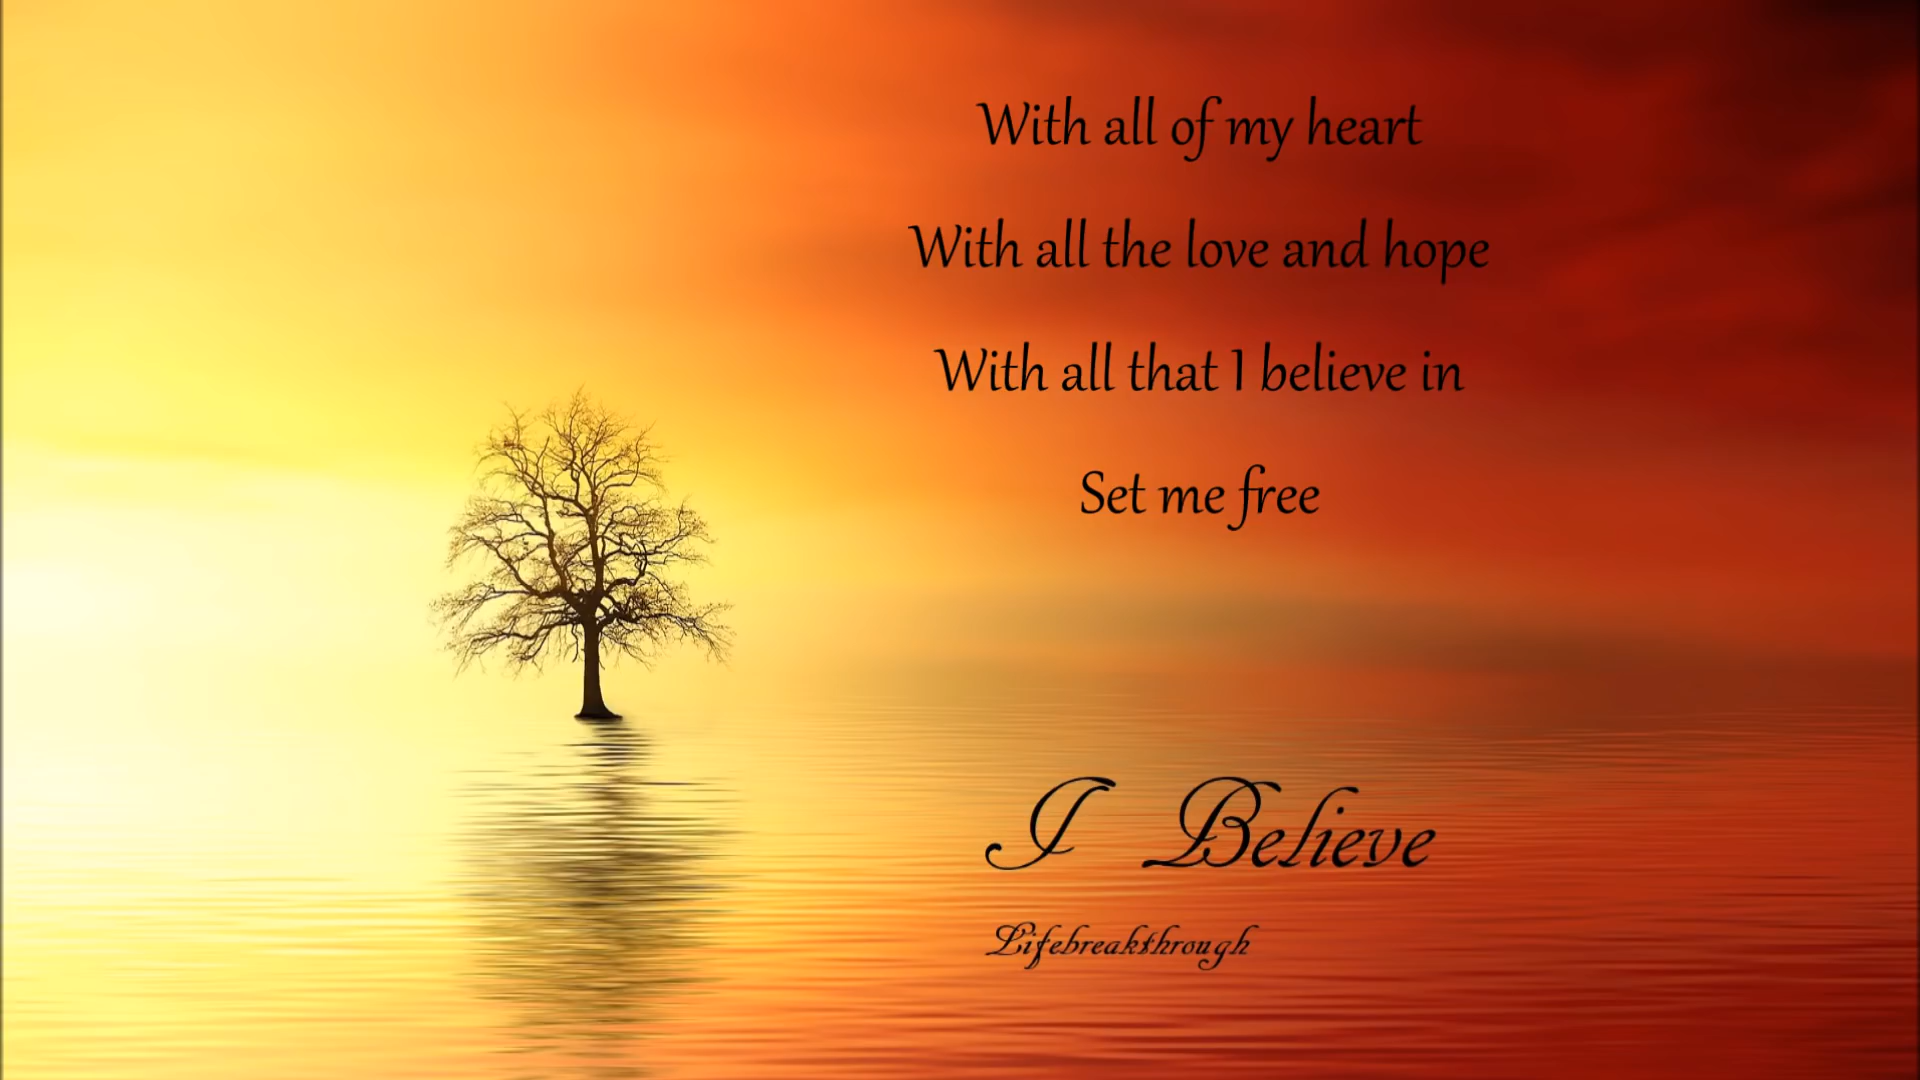 With all of my heart
With all the love and hope
With all that I believe in
Set me free
I Believe
Lifebreakthrough